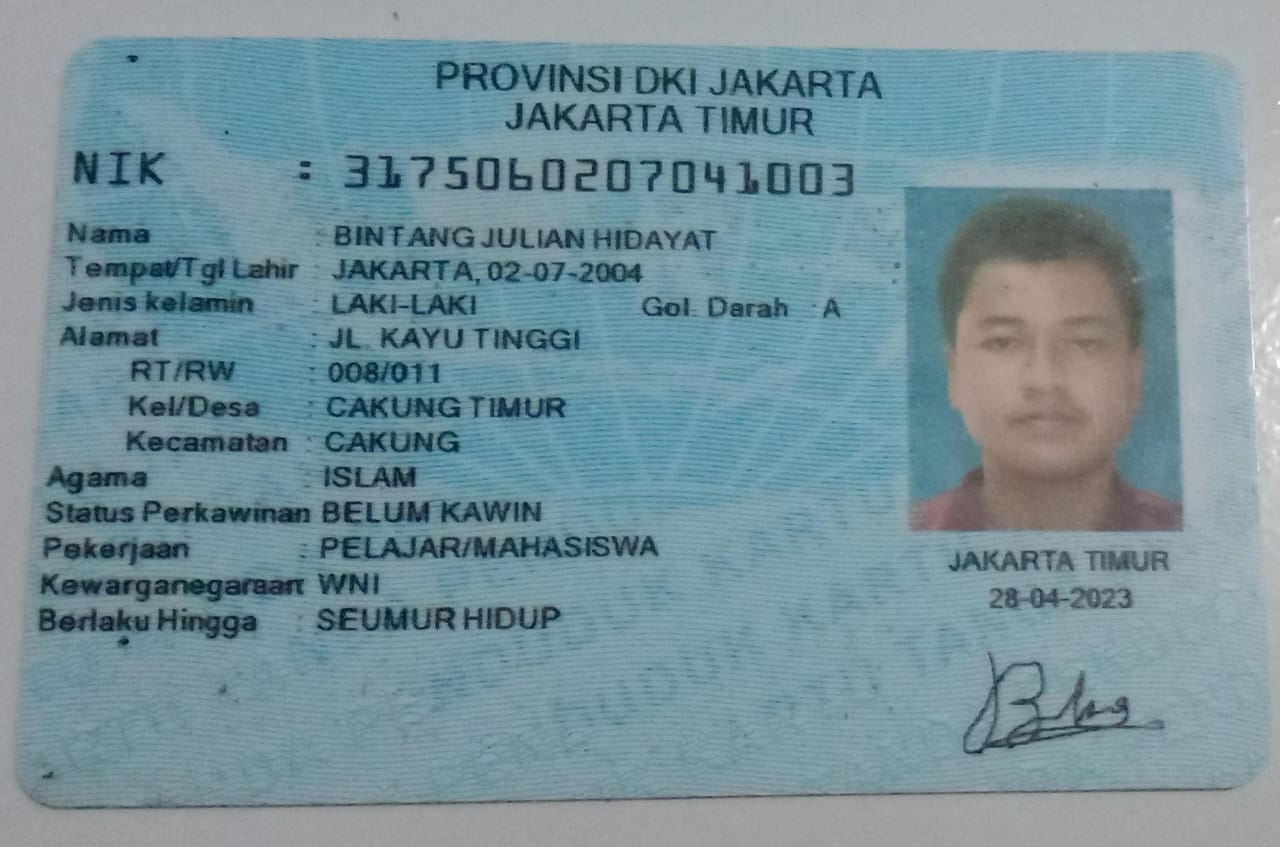 PROVINSI DKI JAKARTA
JAKARTA TIMUR
NIK : 3175060207041003
Nama : BINTANG JULIAN HIDAYAT
Tempat/Tgl Lahir : JAKARTA, 02-07-2004
Jenis kelamin : LAKI-LAKI Gol. Darah : A
Alamat : JL. KAYU TINGGI
RT/RW : 008/011
Kel/Desa : CAKUNG TIMUR
Kecamatan : CAKUNG
Agama : ISLAM
Status Perkawinan BELUM KAWIN
Pekerjaan : PELAJAR/MAHASISWA
Kewarganegaraan WNI
Berlaku Hingga : SEUMUR HIDUP
JAKARTA TIMUR
28-04-2023